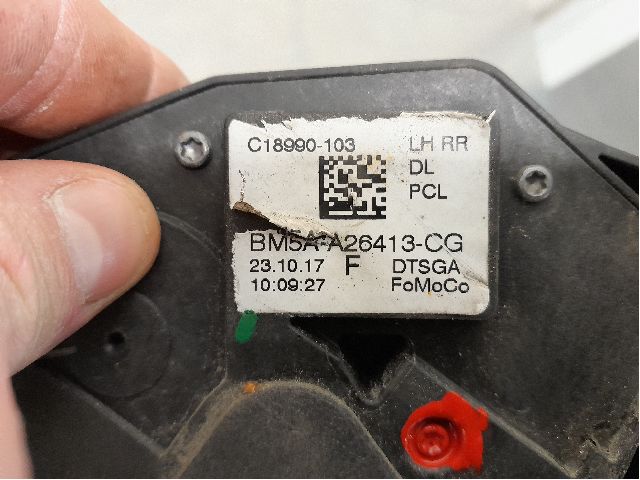 C18990-103 LH RR
DL
PCL
BM5A-A26413-CG
23.10.17 F DTSGA
10:09:27 FoMoCo